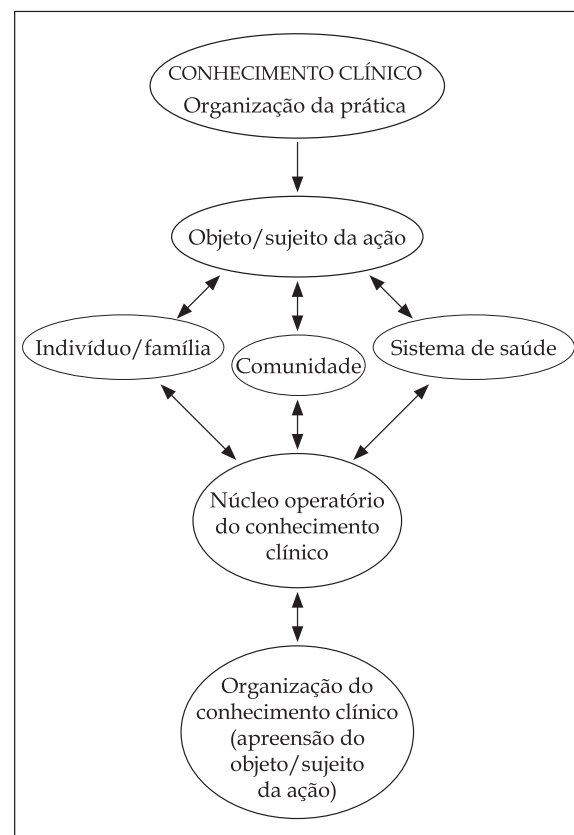 CONHECIMENTO CLÍNICO
Organização da prática
Objeto/sujeito da ação
Indivíduo/família
Comunidade
Sistema de saúde
Núcleo operatório
do conhecimento
clínico
Organização do
conhecimento clínico
(apreensão do
objeto/sujeito
da ação)